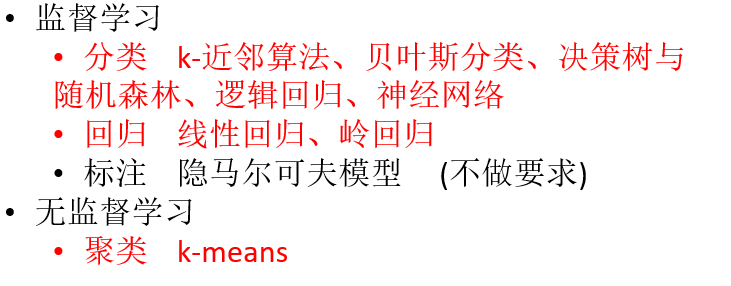 • 监督学习
• 分类 k-近邻算法、贝叶斯分类、决策树与
随机森林、逻辑回归、神经网络
• 回归 线性回归、岭回归
• 标注 隐马尔可夫模型 (不做要求)
• 无监督学习
• 聚类 k-means